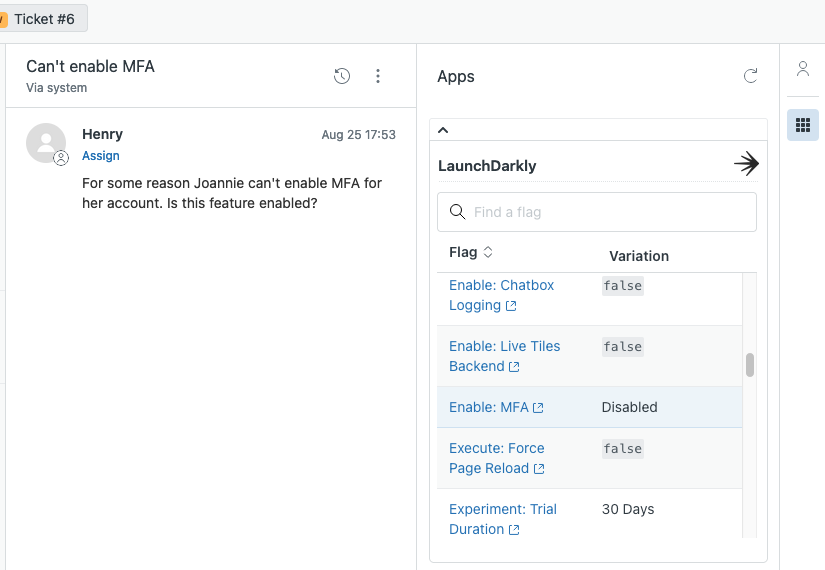 Ticket #6
Can't enable MFA
Via system
Henry
Aug 25 17:53
Assign
For some reason Joannie can't enable MFA for
her account. Is this feature enabled?
Apps
LaunchDarkly
Find a flag
Flag
Variation
Enable: Chatbox
Logging
false
Enable: Live Tiles
Backend
false
Enable: MFA
Disabled
Execute: Force
Page Reload
false
Experiment: Trial
Duration
30 Days